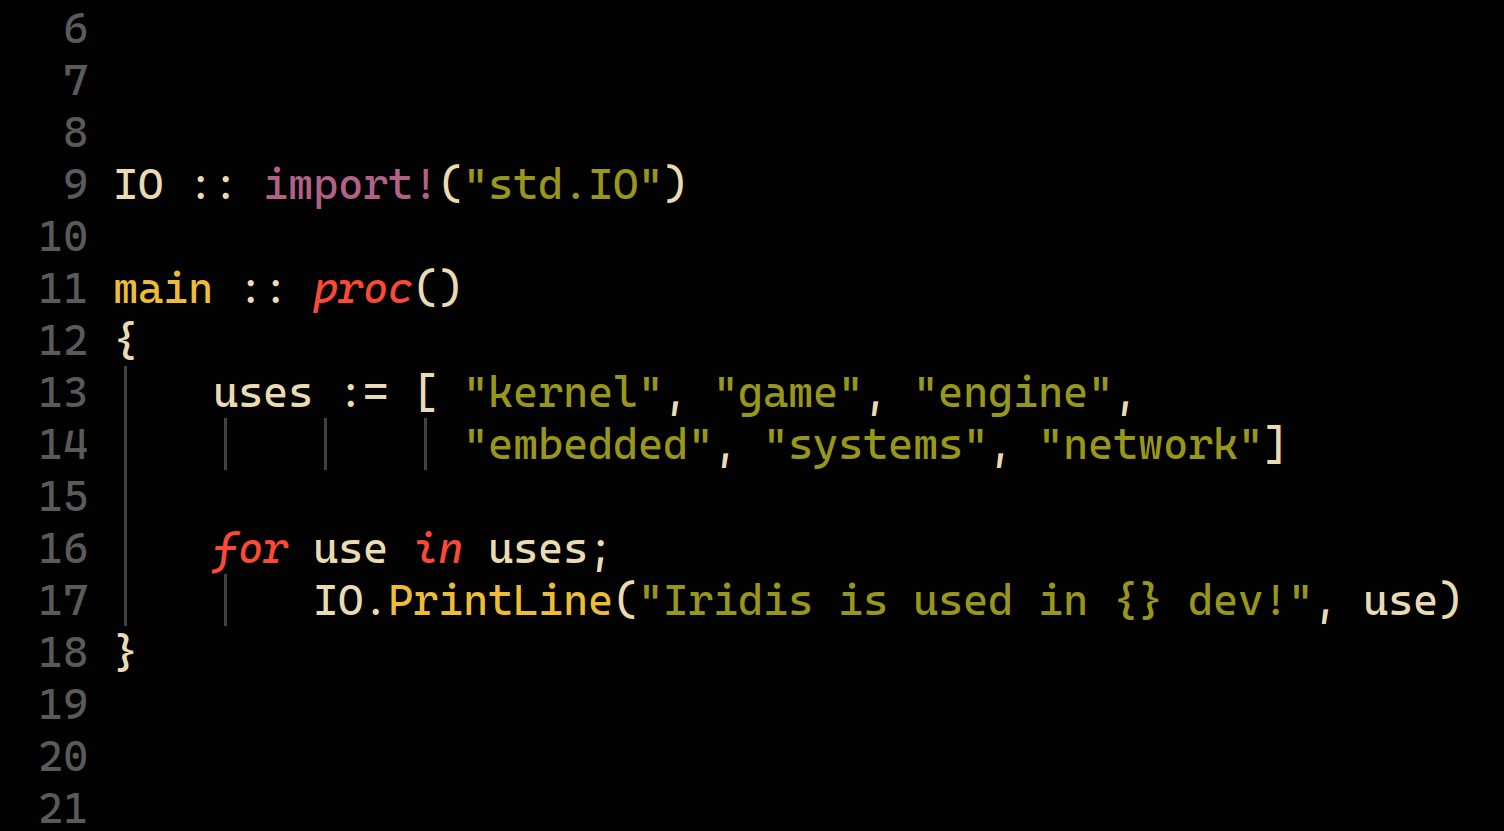 6
7
8
9 IO :: import!("std.IO")
10
11 main :: proc()
12 {
13     uses := [ "kernel", "game", "engine",
14               "embedded", "systems", "network"]
15
16     for use in uses;
17         IO.PrintLine("Iridis is used in {} dev!", use)
18 }
19
20
21